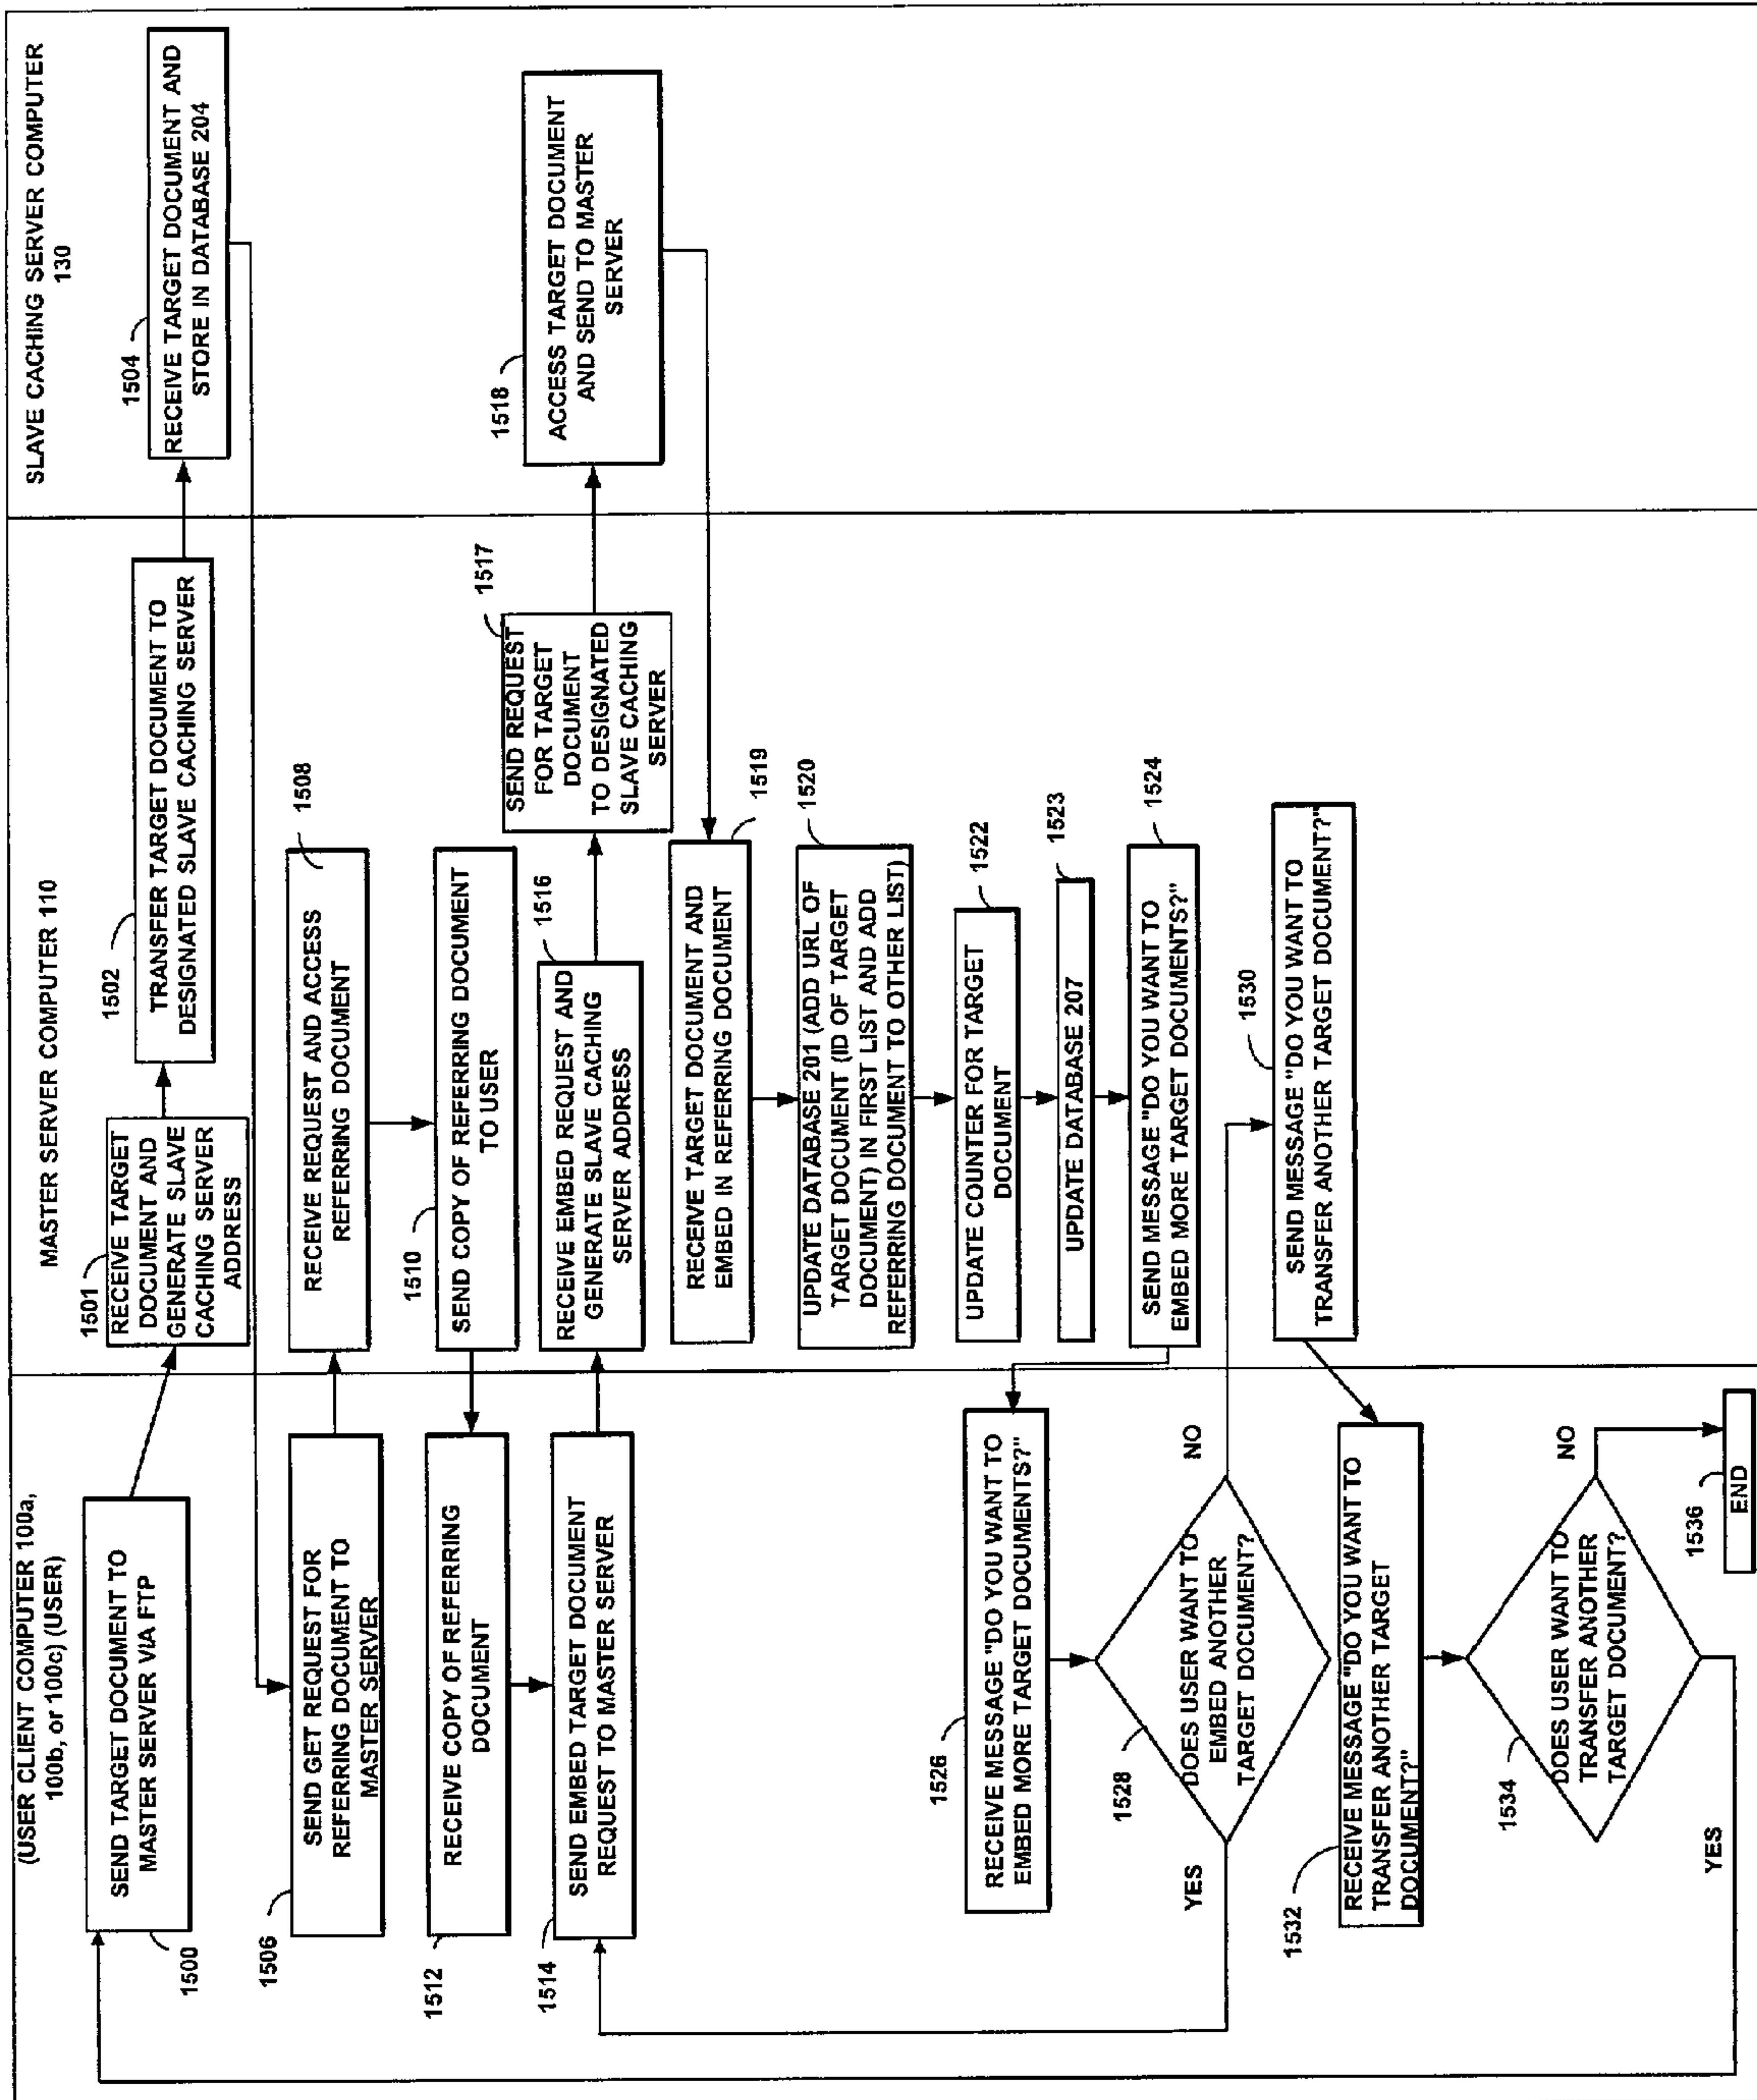 (USER CLIENT COMPUTER 100a,
100b, or 100c) (USER)
MASTER SERVER COMPUTER 110
SLAVE CACHING SERVER COMPUTER
130
SEND TARGET DOCUMENT TO
MASTER SERVER VIA FTP
1500
1501
RECEIVE TARGET
DOCUMENT AND
GENERATE SLAVE
CACHING SERVER
ADDRESS
1502
TRANSFER TARGET DOCUMENT TO
DESIGNATED SLAVE CACHING SERVER
1504
RECEIVE TARGET DOCUMENT AND
STORE IN DATABASE 204
1506
SEND GET REQUEST FOR
REFERRING DOCUMENT TO
MASTER SERVER
1508
RECEIVE REQUEST AND ACCESS
REFERRING DOCUMENT
1510
SEND COPY OF REFERRING DOCUMENT
TO USER
1512
RECEIVE COPY OF REFERRING
DOCUMENT
1514
SEND EMBED TARGET DOCUMENT
REQUEST TO MASTER SERVER
1516
RECEIVE EMBED REQUEST AND
GENERATE SLAVE CACHING
SERVER ADDRESS
1517
SEND REQUEST
FOR TARGET
DOCUMENT
TO DESIGNATED
SLAVE CACHING
SERVER
1518
ACCESS TARGET DOCUMENT
AND SEND TO MASTER
SERVER
1519
RECEIVE TARGET DOCUMENT AND
EMBED IN REFERRING DOCUMENT
1520
UPDATE DATABASE 201 (ADD URL OF
TARGET DOCUMENT (ID OF TARGET
DOCUMENT) IN FIRST LIST AND ADD
REFERRING DOCUMENT TO OTHER LIST)
1522
UPDATE COUNTER FOR TARGET
DOCUMENT
1523
UPDATE DATABASE 207
1524
SEND MESSAGE "DO YOU WANT TO
EMBED MORE TARGET DOCUMENTS?"
1526
RECEIVE MESSAGE "DO YOU WANT TO
EMBED MORE TARGET DOCUMENTS?"
1528
DOES USER WANT TO
EMBED ANOTHER
TARGET DOCUMENT?
YES
NO
1530
SEND MESSAGE "DO YOU WANT TO
TRANSFER ANOTHER TARGET DOCUMENT?"
1532
RECEIVE MESSAGE "DO YOU WANT TO
TRANSFER ANOTHER TARGET
DOCUMENT?"
1534
DOES USER WANT TO
TRANSFER ANOTHER
TARGET DOCUMENT?
YES
NO
1536
END